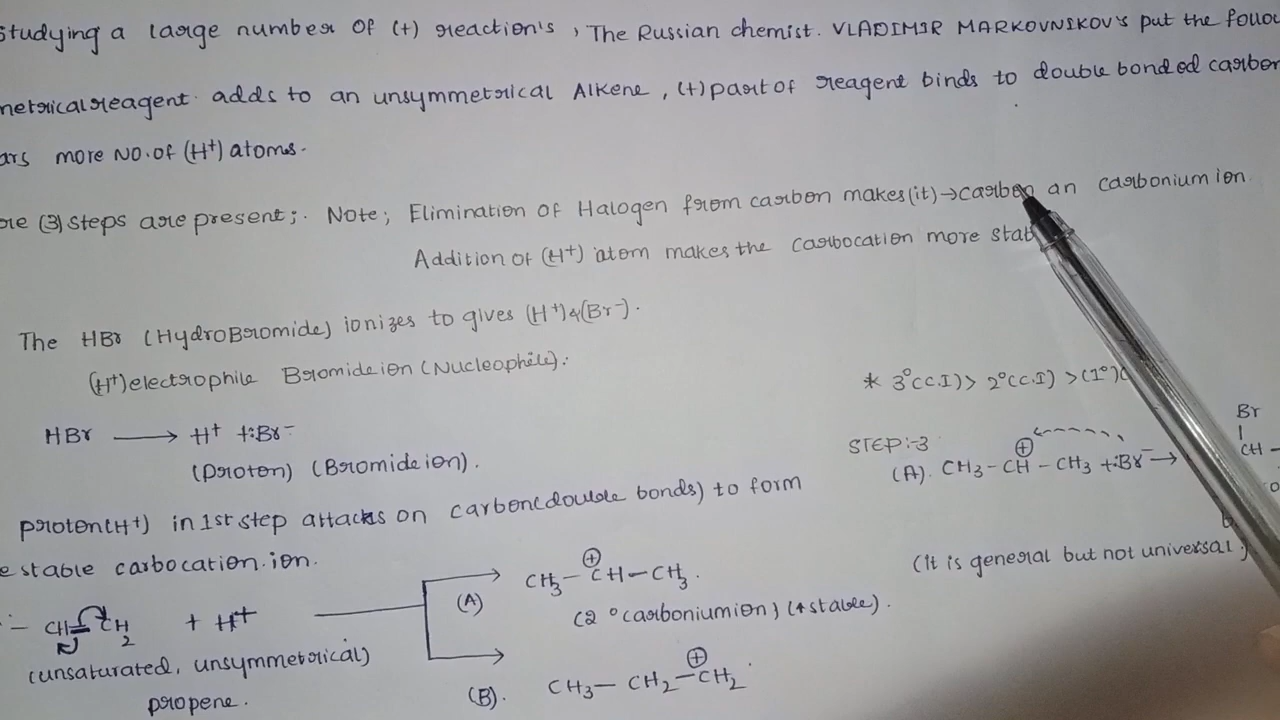 Studying a large number of (+) reaction's, The Russian chemist. VLADIMIR MARKOVNIKOV'S put the follow
metrical reagent adds to an unsymmetrical Alkene, (+) part of reagent binds to double bonded carbon
ars more No. of (H⁺) atoms.
re (3) steps are present;. Note; Elimination of Halogen from carbon makes (it) → carbon an carbonium ion.
Addition of (H⁺) atom makes the carbocation more stab
The HBr (HydroBromide) ionizes to gives (H⁺) & (Br⁻).
(H⁺) electrophile Bromide ion (Nucleophile).
* 3°(C.I) > 2°(C.I) > (1°)(
HBr ⟶ H⁺ + :Br⁻
(Proton) (Bromide ion).
STEP:-3
(A). CH₃ – CH⊕ – CH₃ + :Br⁻ →
Br
|
CH –
proton (H⁺) in 1st step attacks on carbon (double bonds) to form
e stable carbocation.ion.
(It is general but not universal.)
– CH = CH₂ + H⁺
(A) CH₃ – CH⊕ – CH₃.
(2° carboniumion) (↑ stable).
(unsaturated, unsymmetrical)
propene.
(B). CH₃ – CH₂ – CH₂⊕